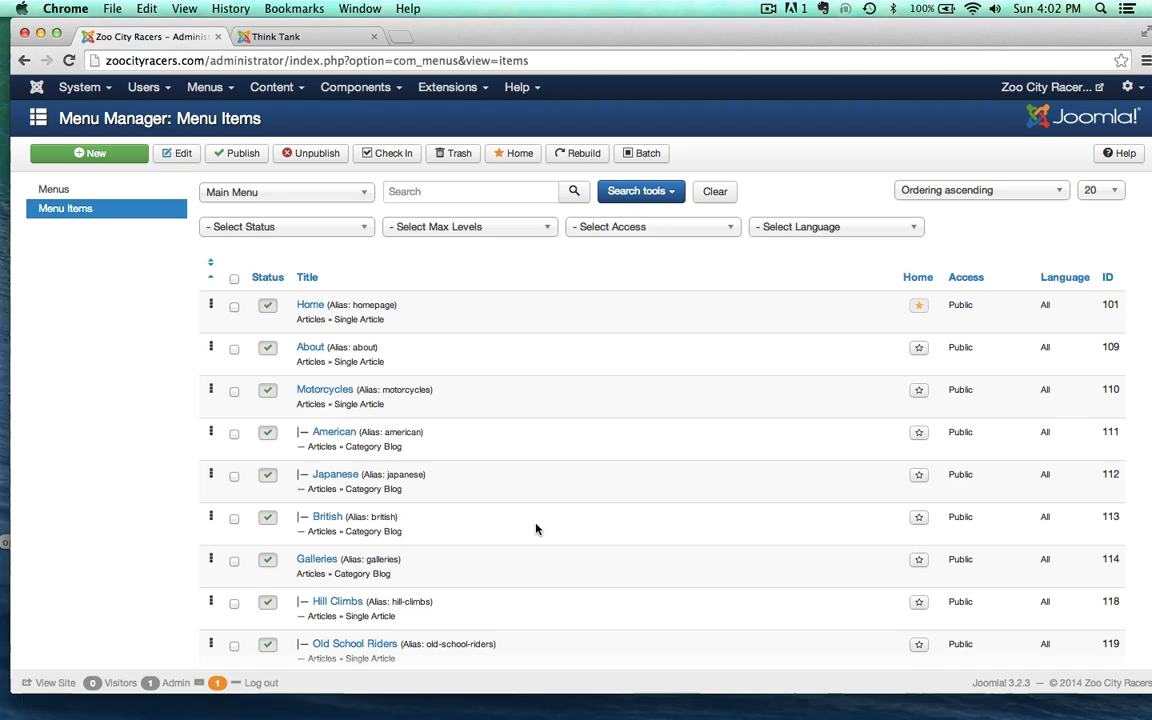 Chrome File Edit View History Bookmarks Window Help 1 100% Sun 4:02 PM
Zoo City Racers – Administ × Think Tank ×
zoocityracers.com/administrator/index.php?option=com_menus&view=items
System Users Menus Content Components Extensions Help Zoo City Racer...
Menu Manager: Menu Items Joomla!
New Edit Publish Unpublish Check In Trash Home Rebuild Batch Help
Menus
Menu Items
Main Menu Search Search tools Clear Ordering ascending 20
- Select Status - Select Max Levels - Select Access - Select Language
Status Title Home Access Language ID
Home (Alias: homepage) Public All 101
Articles » Single Article
About (Alias: about) Public All 109
Articles » Single Article
Motorcycles (Alias: motorcycles) Public All 110
Articles » Single Article
|— American (Alias: american) Public All 111
— Articles » Category Blog
|— Japanese (Alias: japanese) Public All 112
— Articles » Category Blog
|— British (Alias: british) Public All 113
— Articles » Category Blog
Galleries (Alias: galleries) Public All 114
Articles » Category Blog
|— Hill Climbs (Alias: hill-climbs) Public All 118
— Articles » Single Article
|— Old School Riders (Alias: old-school-riders) Public All 119
— Articles » Single Article
View Site 0 Visitors 1 Admin 1 Log out Joomla! 3.2.3 — © 2014 Zoo City Racers